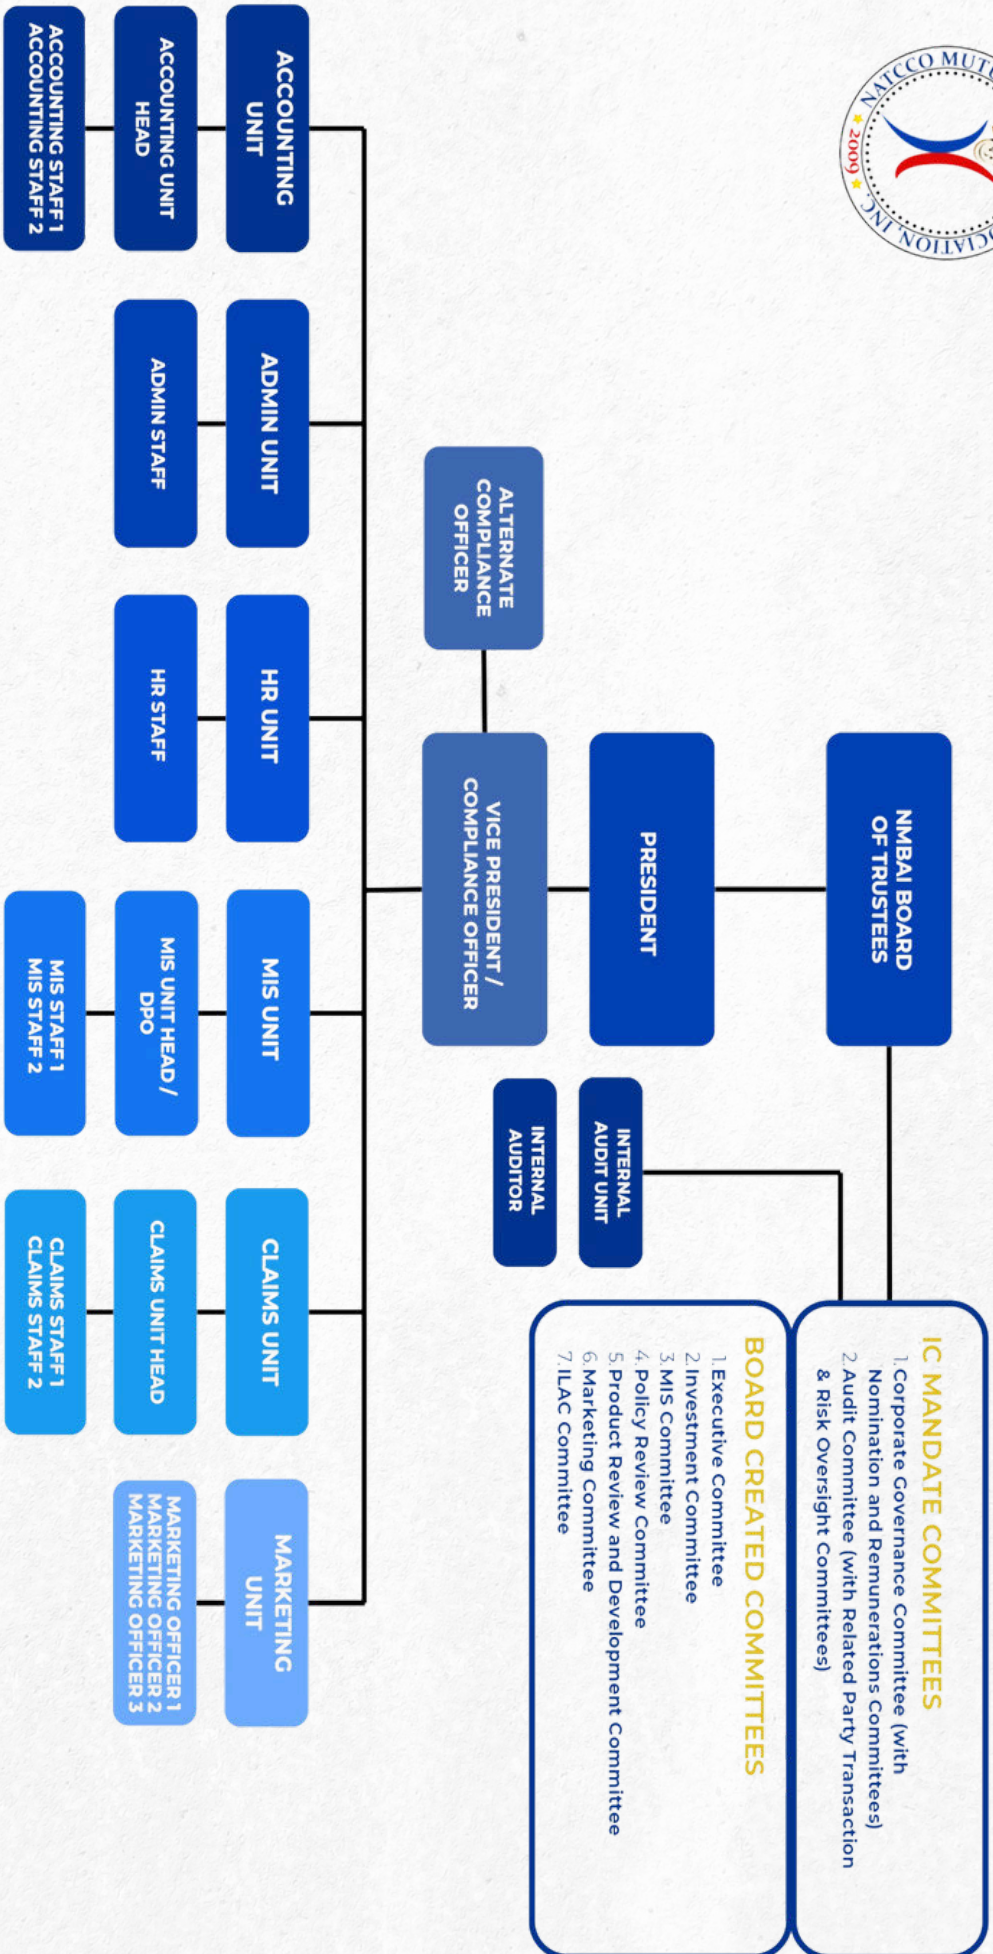 NATCCO MUTU
OCIATION, INC.
2009
NMBAI BOARD
OF TRUSTEES
IC MANDATE COMMITTEES
1. Corporate Governance Committee (with
Nomination and Remunerations Committees)
2. Audit Committee (with Related Party Transaction
& Risk Oversight Committees)
BOARD CREATED COMMITTEES
1. Executive Committee
2. Investment Committee
3. MIS Committee
4. Policy Review Committee
5. Product Review and Development Committee
6. Marketing Committee
7. ILAC Committee
PRESIDENT
INTERNAL
AUDIT UNIT
INTERNAL
AUDITOR
ALTERNATE
COMPLIANCE
OFFICER
VICE PRESIDENT /
COMPLIANCE OFFICER
ACCOUNTING
UNIT
ADMIN UNIT
HR UNIT
MIS UNIT
CLAIMS UNIT
MARKETING
UNIT
ACCOUNTING UNIT
HEAD
ADMIN STAFF
HR STAFF
MIS UNIT HEAD /
DPO
CLAIMS UNIT HEAD
MARKETING OFFICER 1
MARKETING OFFICER 2
MARKETING OFFICER 3
ACCOUNTING STAFF 1
ACCOUNTING STAFF 2
MIS STAFF 1
MIS STAFF 2
CLAIMS STAFF 1
CLAIMS STAFF 2